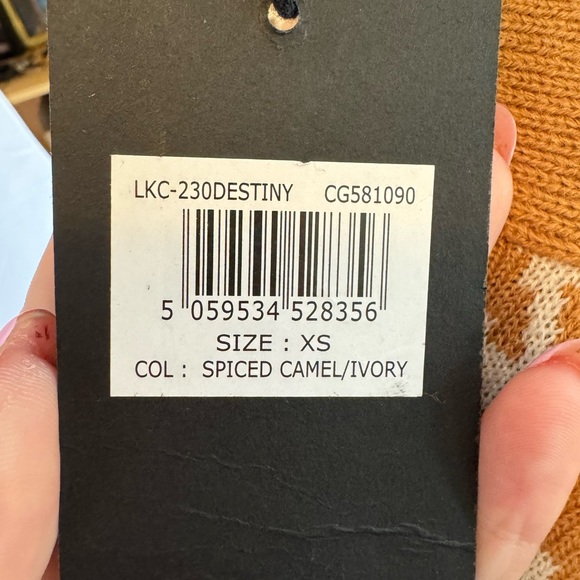 LKC-230DESTINY CG581090
5 059534 528356
SIZE : XS
COL : SPICED CAMEL/IVORY